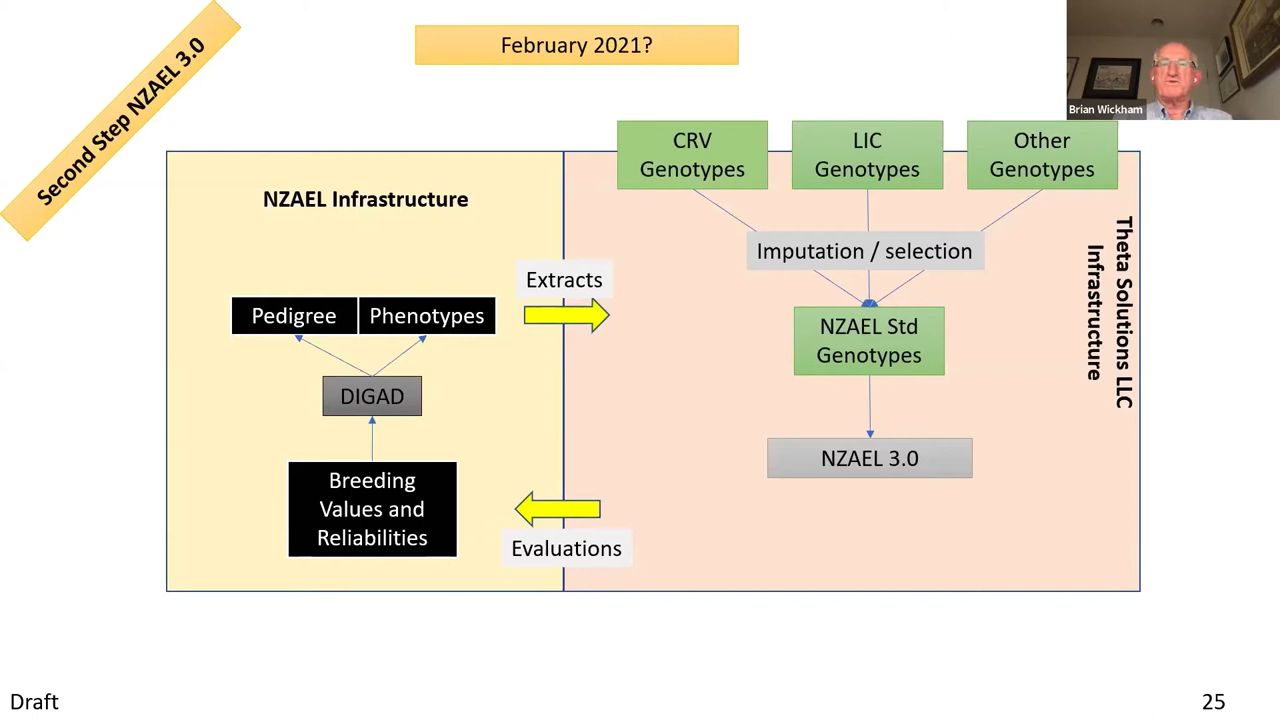 Second Step NZAEL 3.0
February 2021?
Brian Wickham
CRV
Genotypes
LIC
Genotypes
Other
Genotypes
NZAEL Infrastructure
Theta Solutions LLC
Infrastructure
Imputation / selection
Extracts
Pedigree
Phenotypes
NZAEL Std
Genotypes
DIGAD
NZAEL 3.0
Breeding
Values and
Reliabilities
Evaluations
Draft
25